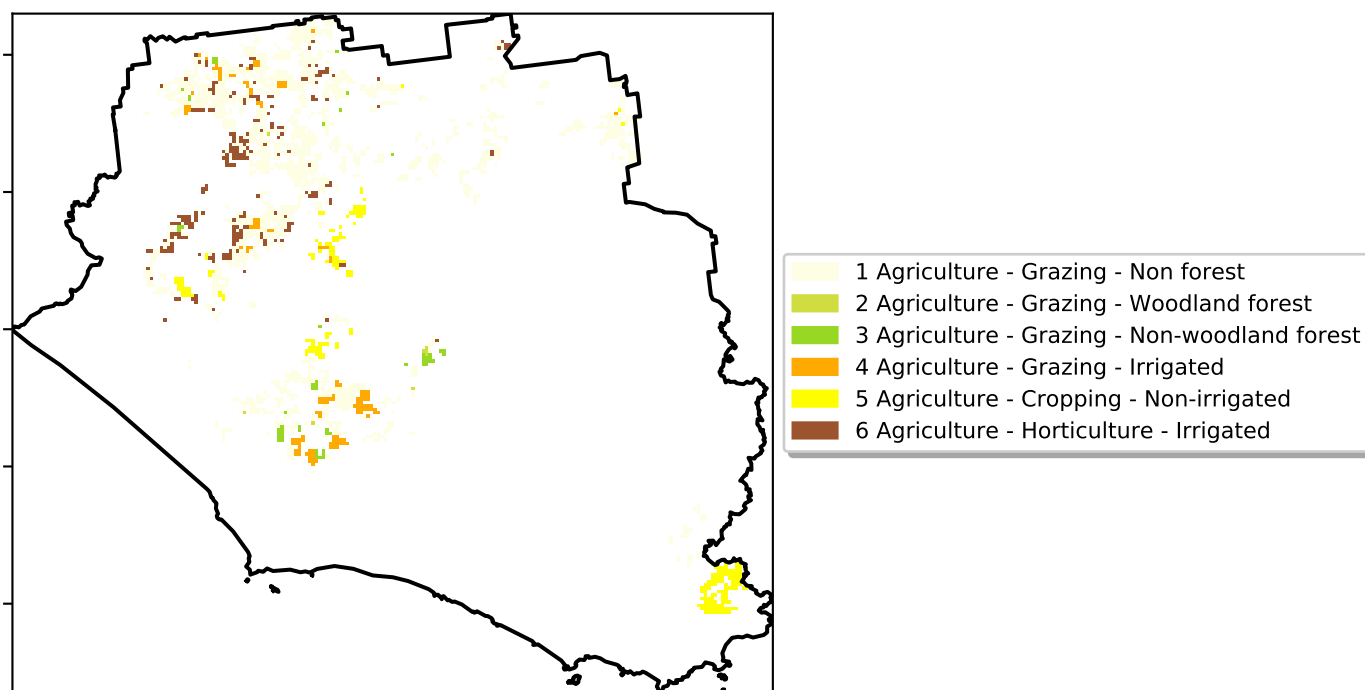 1 Agriculture - Grazing - Non forest
2 Agriculture - Grazing - Woodland forest
3 Agriculture - Grazing - Non-woodland forest
4 Agriculture - Grazing - Irrigated
5 Agriculture - Cropping - Non-irrigated
6 Agriculture - Horticulture - Irrigated